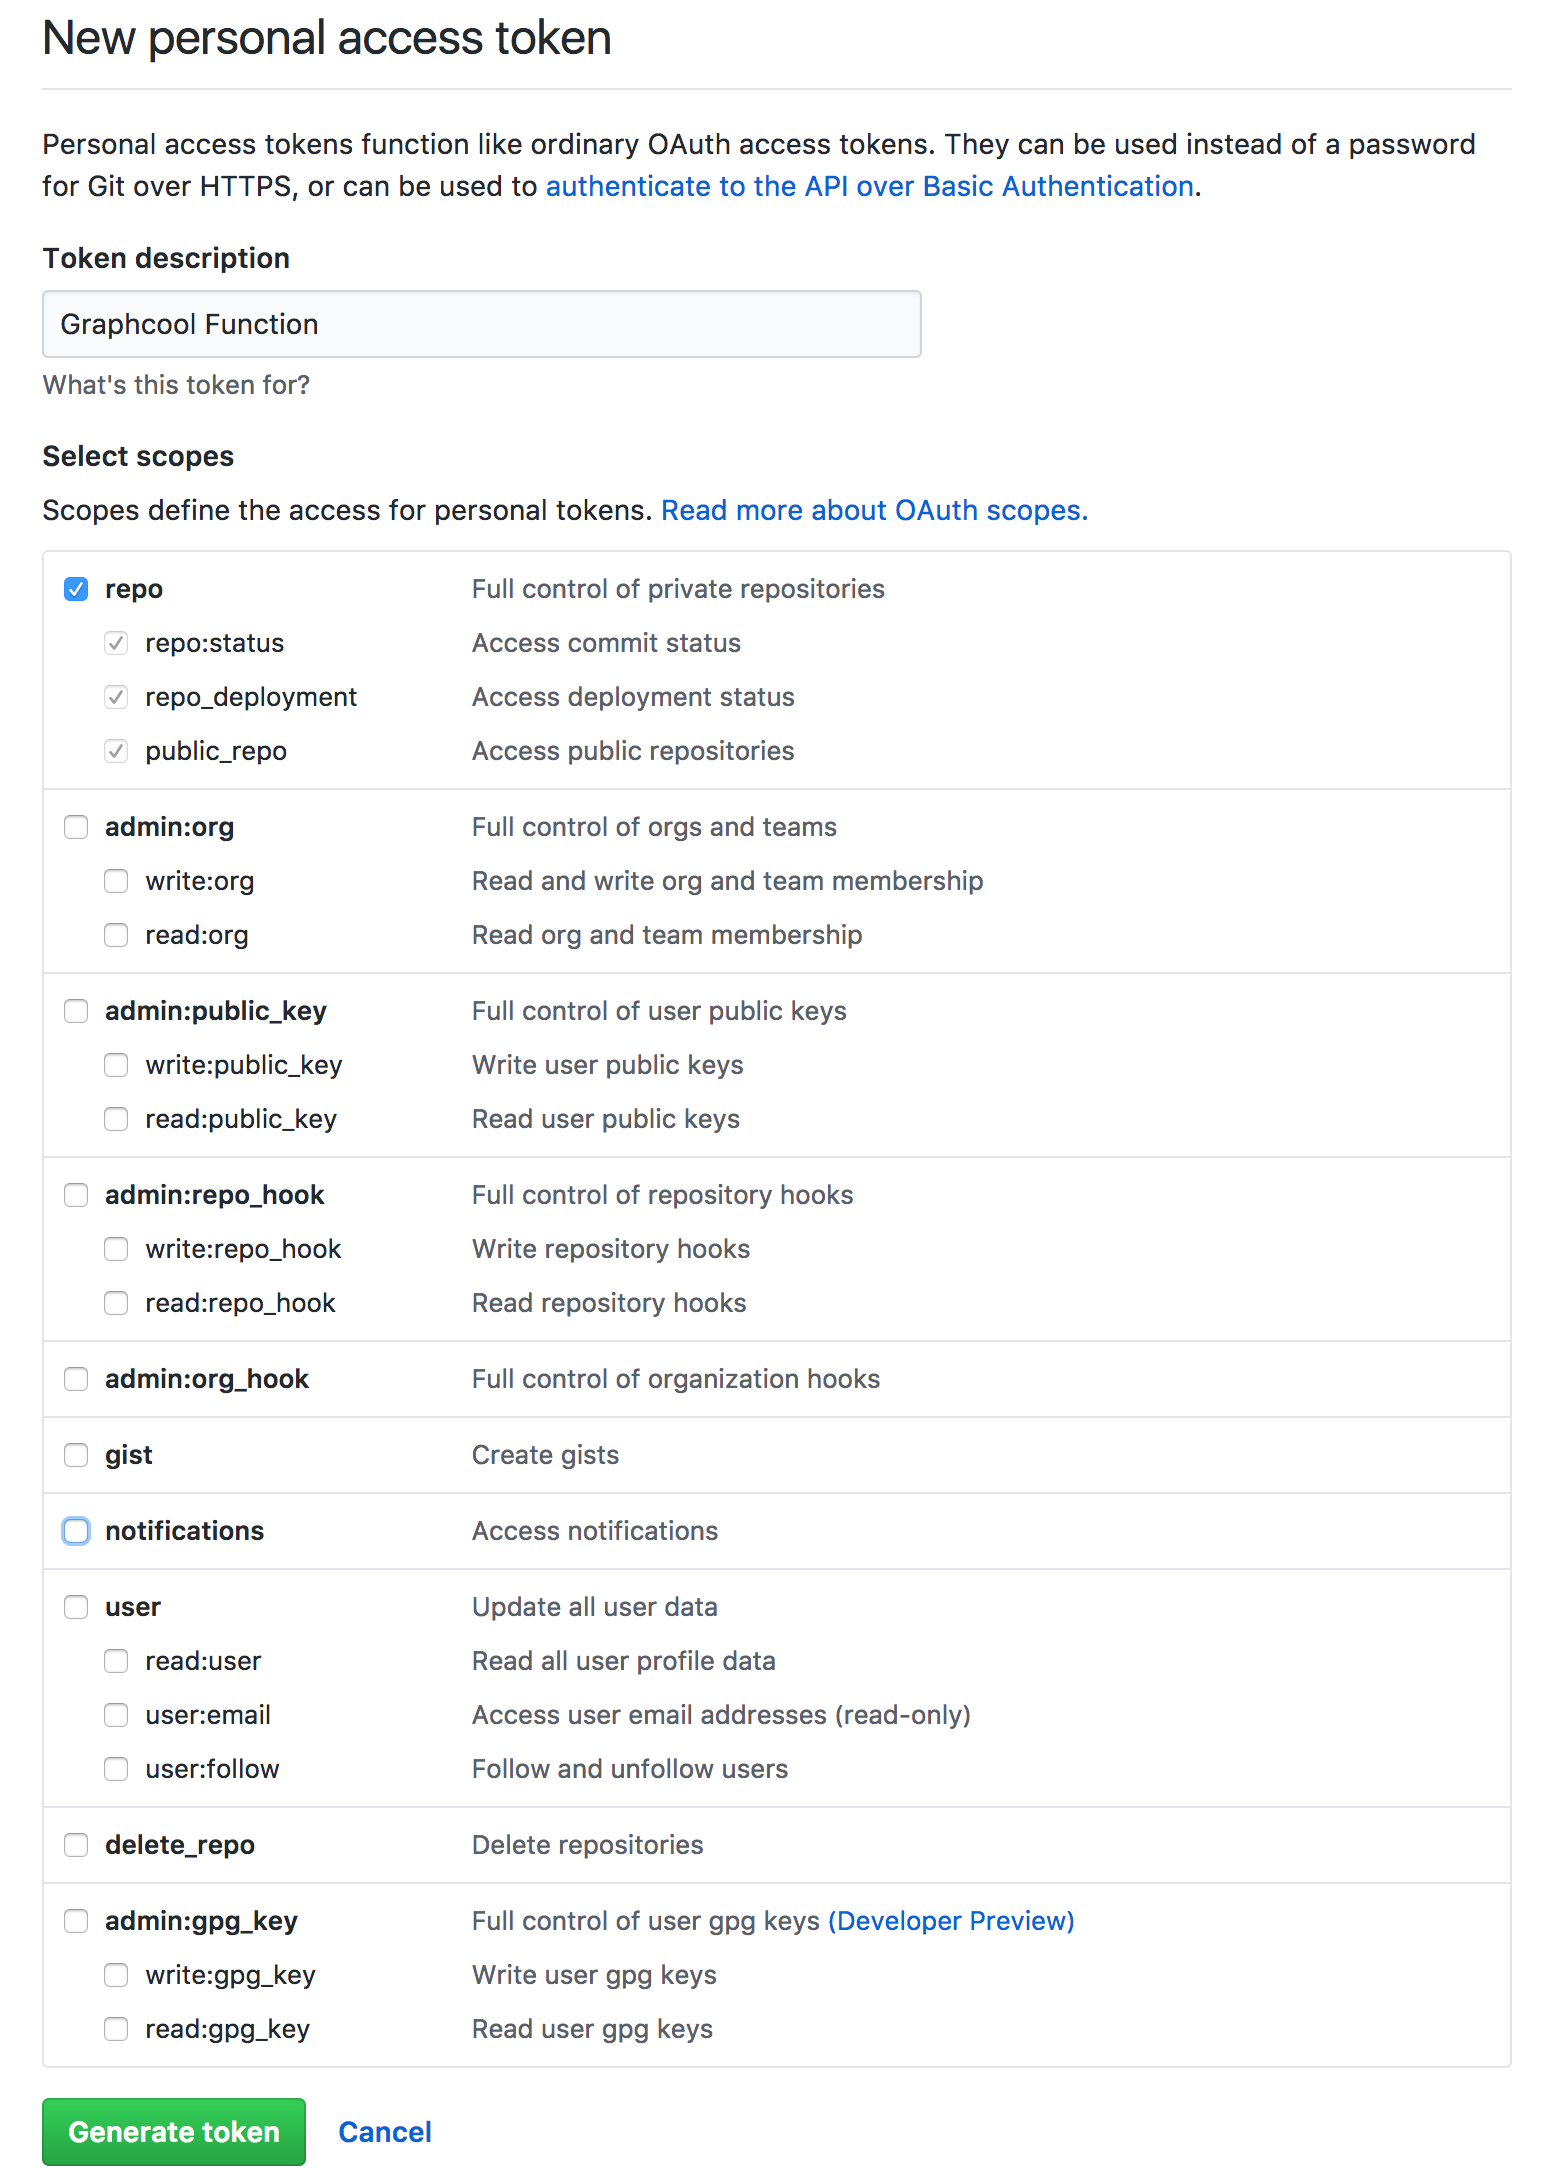 New personal access token
Personal access tokens function like ordinary OAuth access tokens. They can be used instead of a password
for Git over HTTPS, or can be used to authenticate to the API over Basic Authentication.
Token description
Graphcool Function
What's this token for?
Select scopes
Scopes define the access for personal tokens. Read more about OAuth scopes.
repo Full control of private repositories
repo:status Access commit status
repo_deployment Access deployment status
public_repo Access public repositories
admin:org Full control of orgs and teams
write:org Read and write org and team membership
read:org Read org and team membership
admin:public_key Full control of user public keys
write:public_key Write user public keys
read:public_key Read user public keys
admin:repo_hook Full control of repository hooks
write:repo_hook Write repository hooks
read:repo_hook Read repository hooks
admin:org_hook Full control of organization hooks
gist Create gists
notifications Access notifications
user Update all user data
read:user Read all user profile data
user:email Access user email addresses (read-only)
user:follow Follow and unfollow users
delete_repo Delete repositories
admin:gpg_key Full control of user gpg keys (Developer Preview)
write:gpg_key Write user gpg keys
read:gpg_key Read user gpg keys
Generate token Cancel